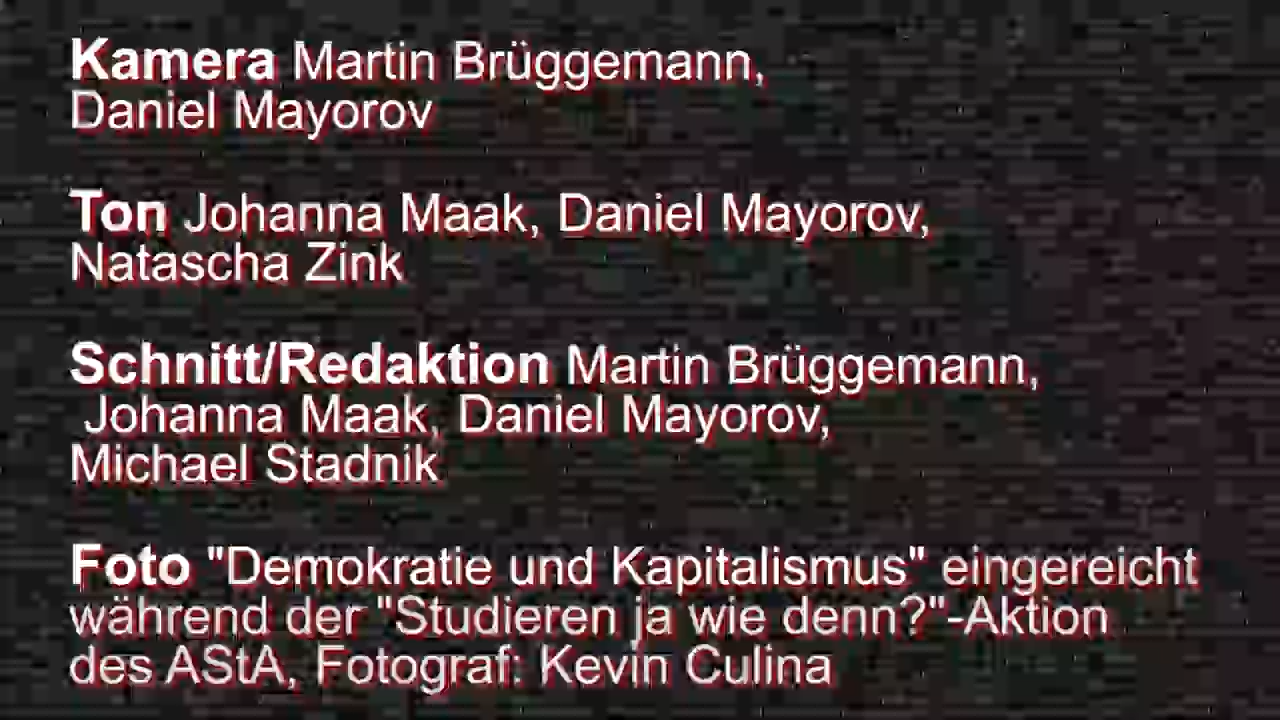 Kamera Martin Brüggemann,
Daniel Mayorov
Ton Johanna Maak, Daniel Mayorov,
Natascha Zink
Schnitt/Redaktion Martin Brüggemann,
Johanna Maak, Daniel Mayorov,
Michael Stadnik
Foto "Demokratie und Kapitalismus" eingereicht
während der "Studieren ja wie denn?"-Aktion
des AStA, Fotograf: Kevin Culina